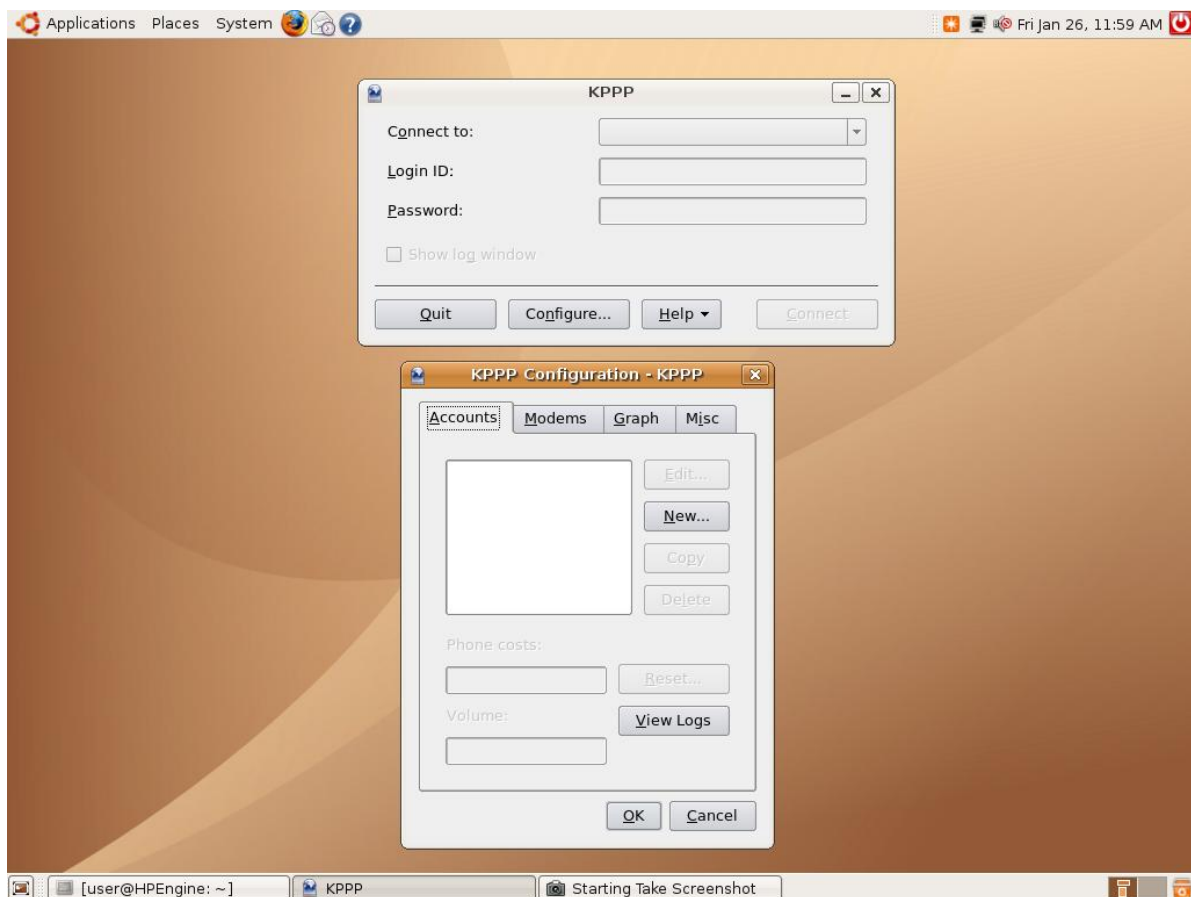 Applications Places System
Fri Jan 26, 11:59 AM
KPPP
Connect to:
Login ID:
Password:
Show log window
Quit Configure... Help Connect
KPPP Configuration - KPPP
Accounts Modems Graph Misc
Edit...
New...
Copy
Delete
Phone costs:
Reset...
Volume:
View Logs
OK Cancel
[user@HPEngine: ~] KPPP Starting Take Screenshot